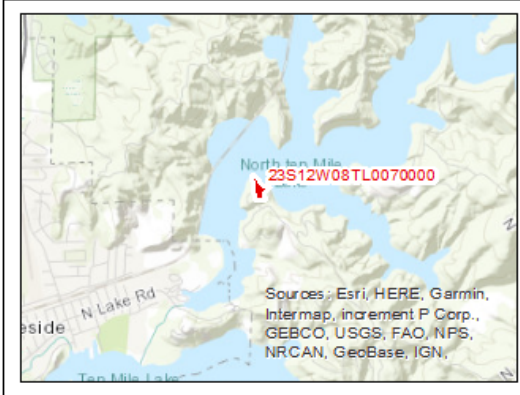 North ten Mile
23S12W08TL0070000
N Lake Rd
eside
Sources: Esri, HERE, Garmin,
Intermap, increment P Corp.,
GEBCO, USGS, FAO, NPS,
NRCAN, GeoBase, IGN,
Ten Mile Lake